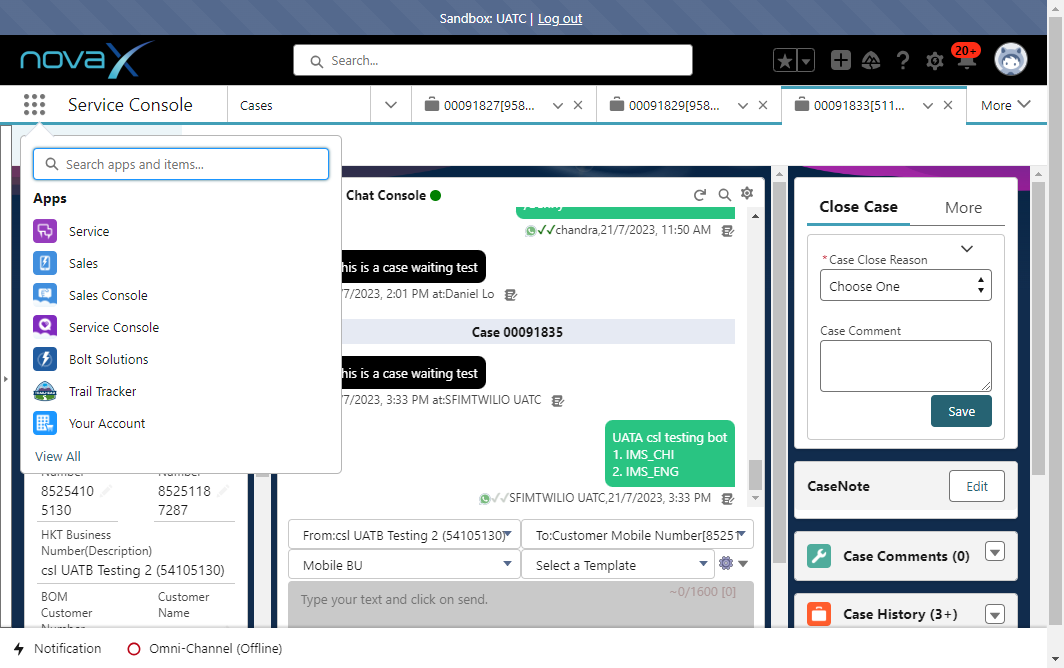 Sandbox: UATC | Log out
novaX
Search...
20+
Service Console
Cases
00091827[958...
00091829[958...
00091833[511...
More
Search apps and items...
Apps
Service
Sales
Sales Console
Service Console
Bolt Solutions
Trail Tracker
Your Account
View All
8525410
5130
8525118
7287
HKT Business
Number(Description)
csl UATB Testing 2 (54105130)
BOM
Customer
Customer
Name
Chat Console
chandra,21/7/2023, 11:50 AM
his is a case waiting test
/7/2023, 2:01 PM at:Daniel Lo
Case 00091835
his is a case waiting test
/7/2023, 3:33 PM at:SFIMTWILIO UATC
UATA csl testing bot
1. IMS_CHI
2. IMS_ENG
SFIMTWILIO UATC,21/7/2023, 3:33 PM
From:csl UATB Testing 2 (54105130)
To:Customer Mobile Number[85251
Mobile BU
Select a Template
Type your text and click on send.
~0/1600 [0]
Close Case
More
*Case Close Reason
Choose One
Case Comment
Save
CaseNote
Edit
Case Comments (0)
Case History (3+)
Notification
Omni-Channel (Offline)